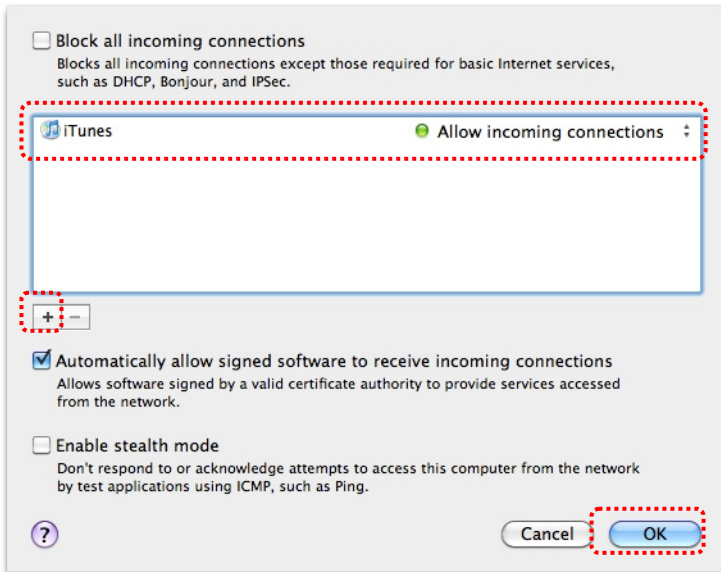 Block all incoming connections
Blocks all incoming connections except those required for basic Internet services,
such as DHCP, Bonjour, and IPSec.
iTunes Allow incoming connections
+ −
Automatically allow signed software to receive incoming connections
Allows software signed by a valid certificate authority to provide services accessed
from the network.
Enable stealth mode
Don't respond to or acknowledge attempts to access this computer from the network
by test applications using ICMP, such as Ping.
? Cancel OK